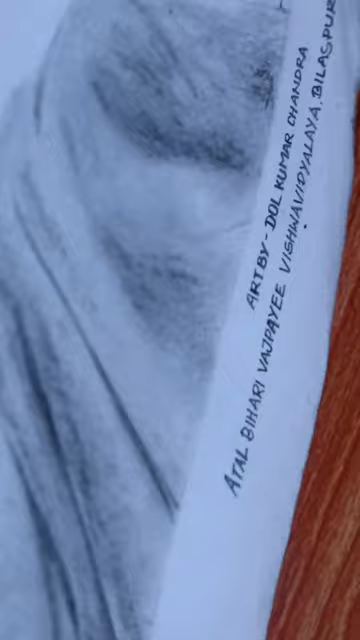 ART BY - DOL KUMAR CHANDRA
ATAL BIHARI VAJPAYEE VISHWAVIDYALAYA, BILASPUR